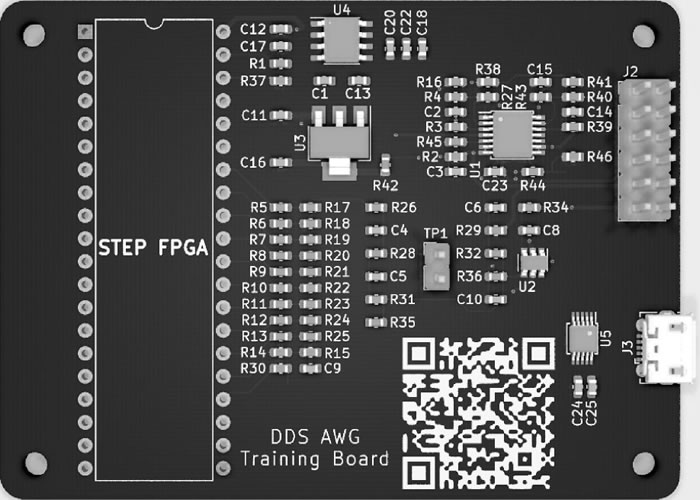 U4
C12
C20
C22
C18
C17
R1
R37
C1
C13
J2
R38
C15
R16
R41
R4
R27
R43
R40
C2
C14
C11
R3
R39
U3
R45
R2
U1
R46
C16
C3
R42
C23
R44
R5
R17
R26
C6
R34
R6
R18
C4
R29
C8
R7
R19
TP1
STEP FPGA
R8
R20
R28
R32
R9
R21
C5
R36
U2
R10
R22
R11
R23
R31
C10
R12
R24
R35
R13
R25
U5
J3
R14
R15
R30
C9
C24
C25
DDS AWG
Training Board